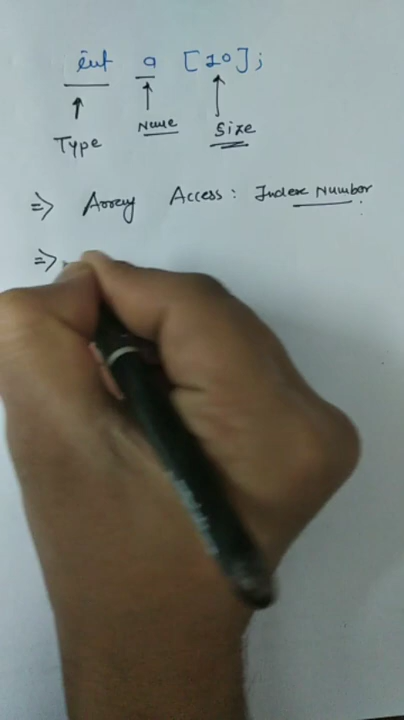 int a [10];
Type Name Size
=> Array Access: Index Number
=>